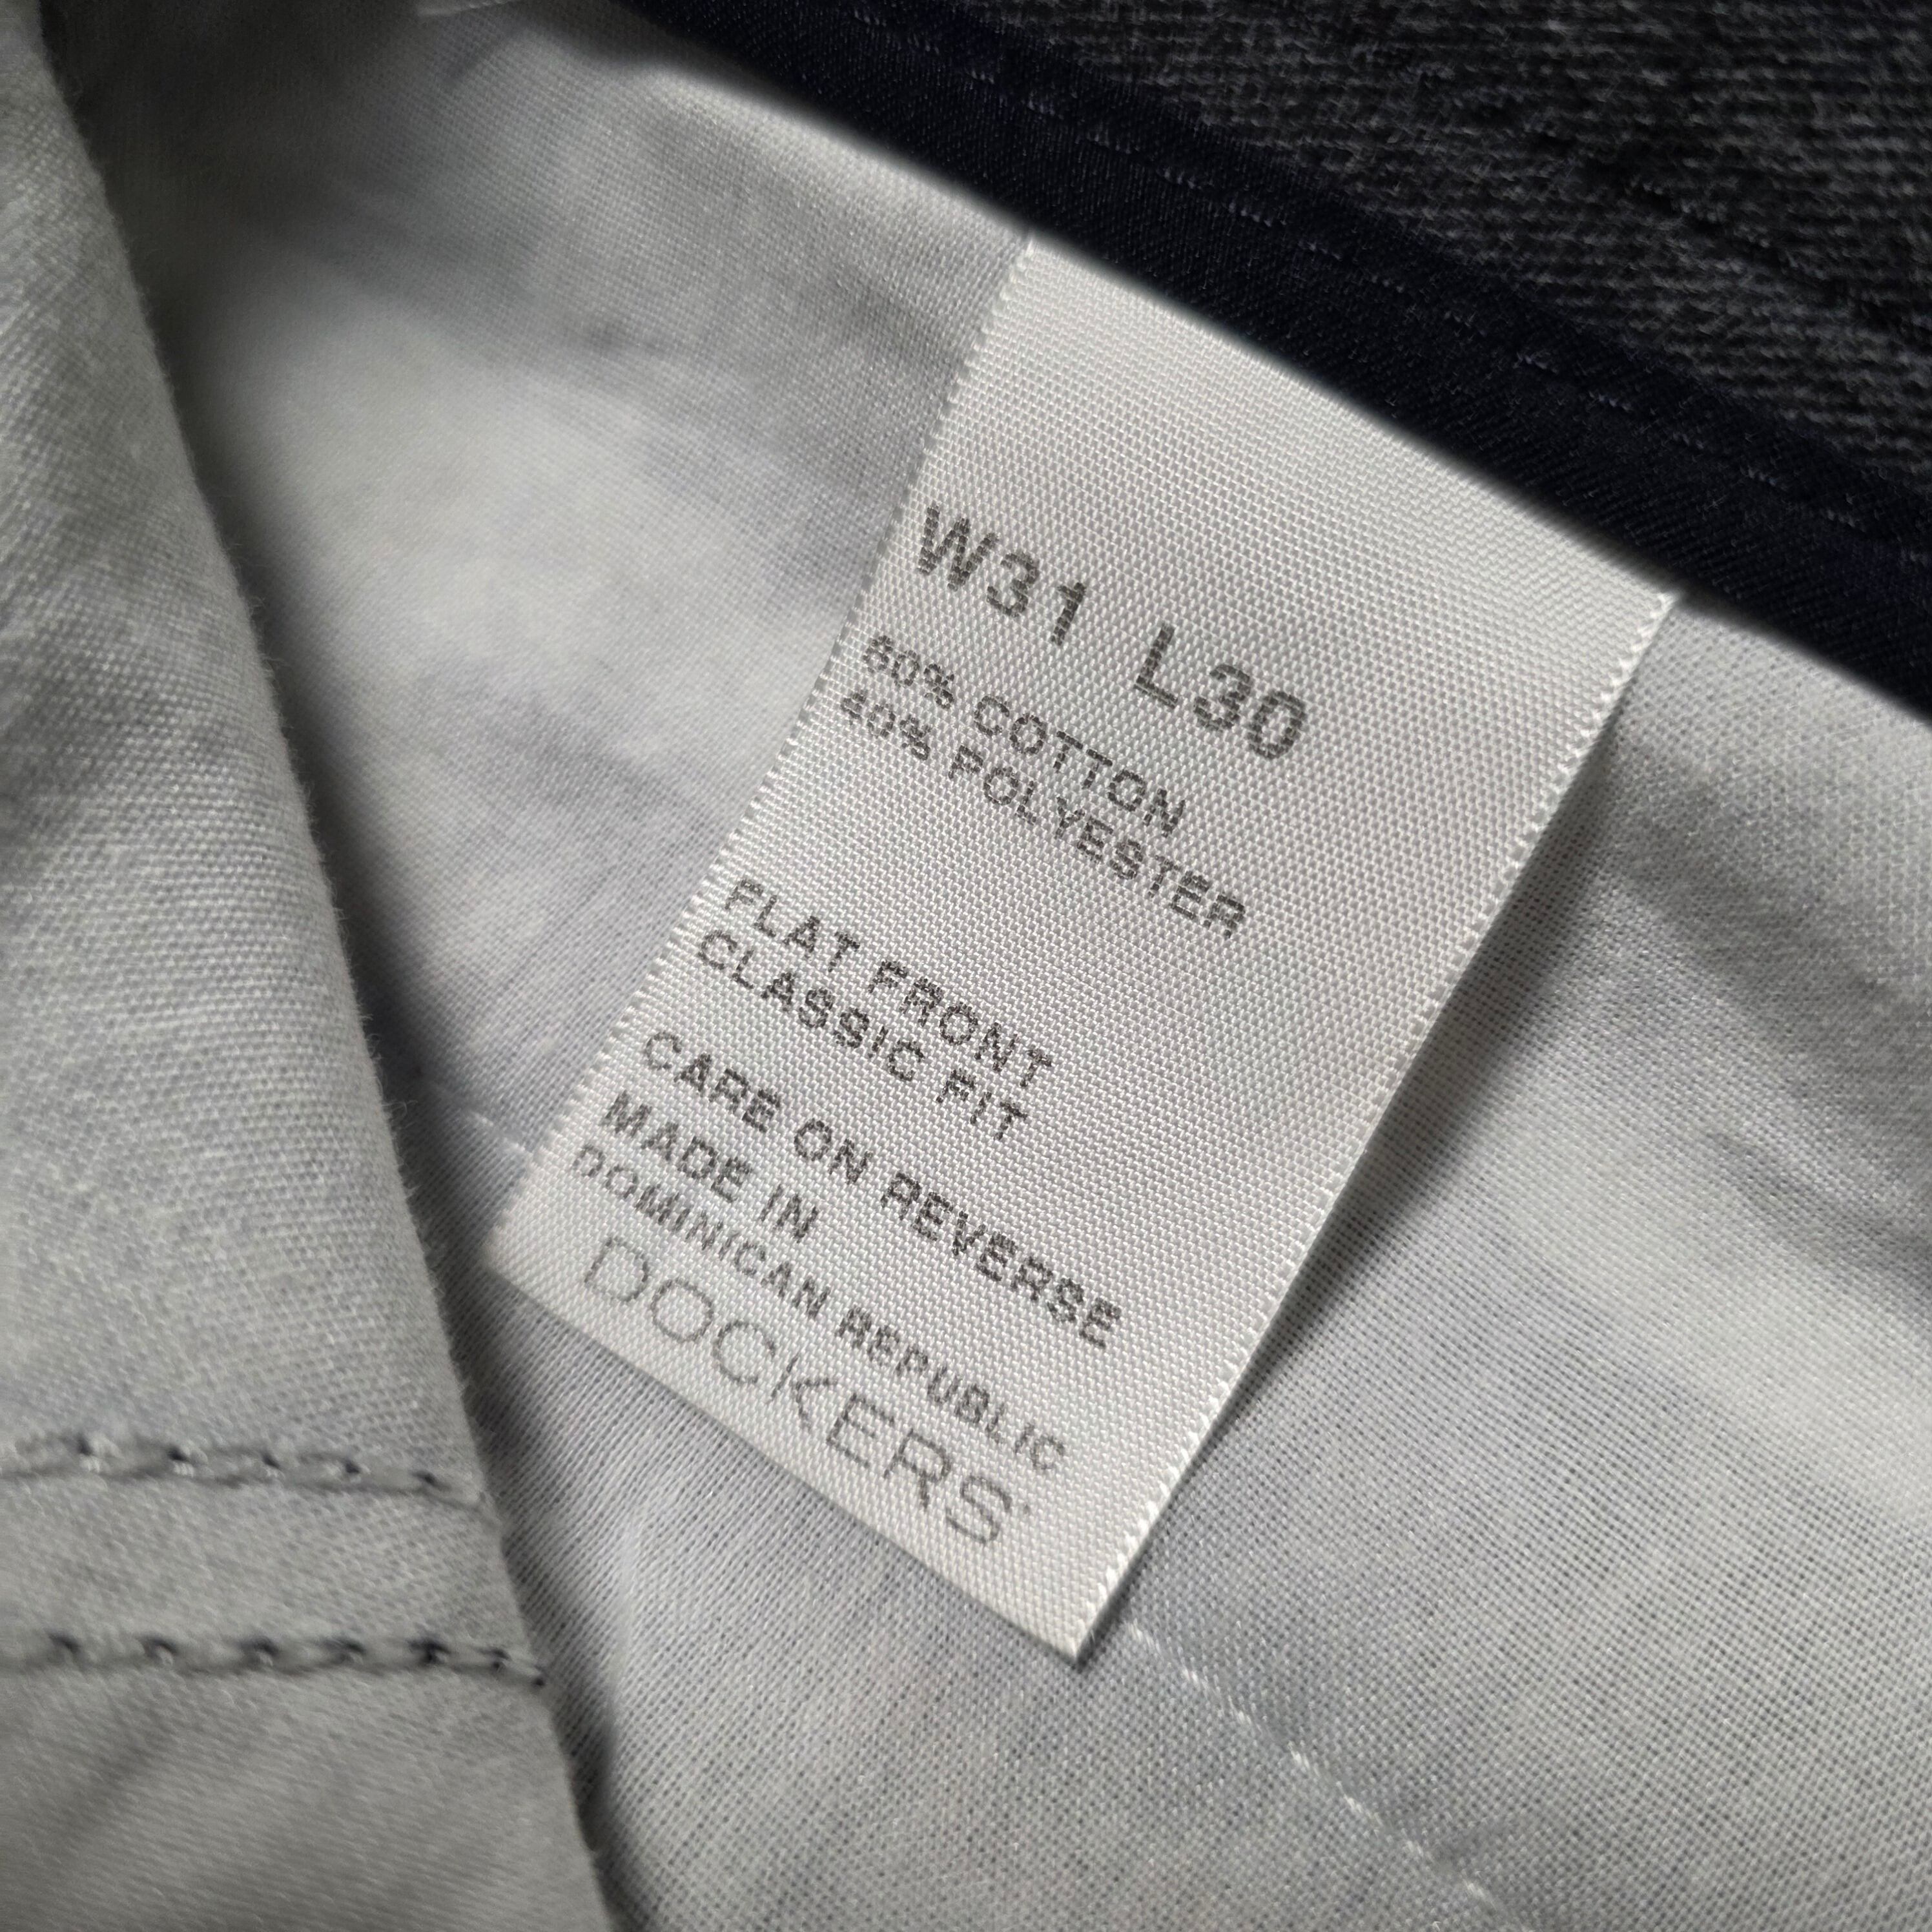 W31 L30
60% COTTON
40% POLYESTER
FLAT FRONT
CLASSIC FIT
CARE ON REVERSE
MADE IN
DOMINICAN REPUBLIC
DOCKERS